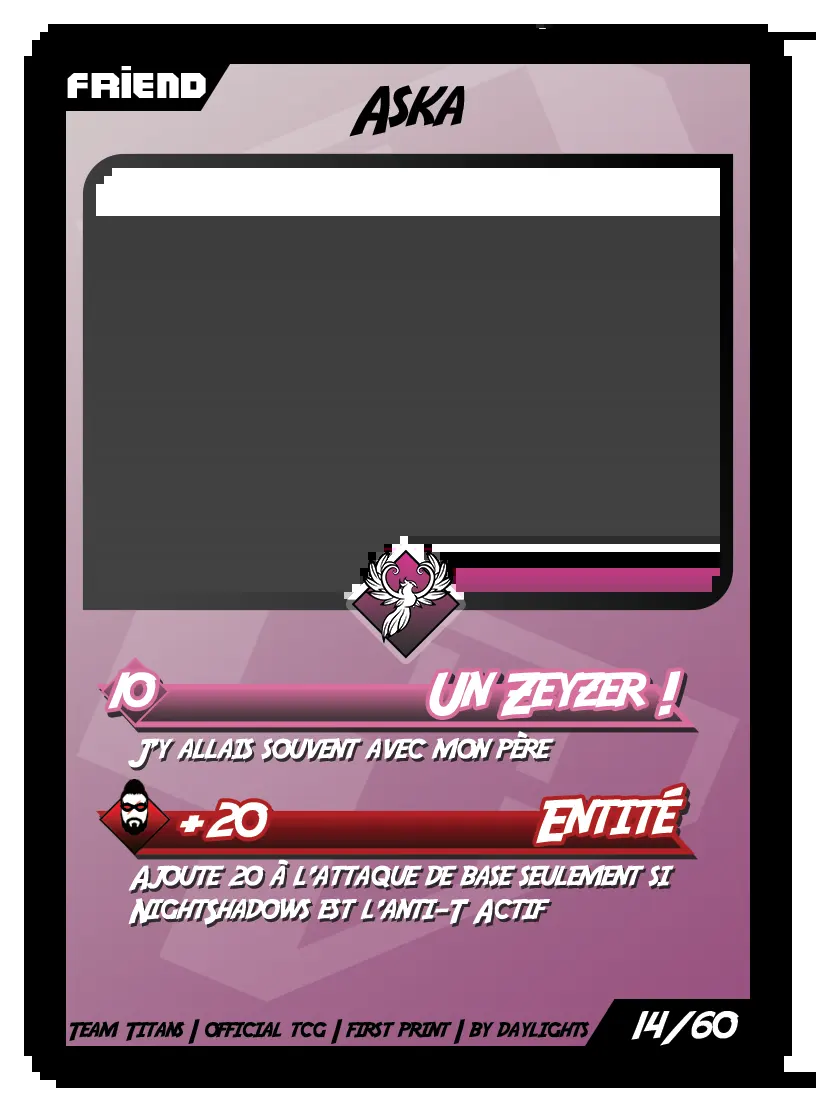 FRIEND
ASKA
10
UN ZEYZER !
J'Y ALLAIS SOUVENT AVEC MON PÈRE
+20
ENTITÉ
AJOUTE 20 À L'ATTAQUE DE BASE SEULEMENT SI
NIGHTSHADOWS EST L'ANTI-T ACTIF
TEAM TITANS | OFFICIAL TCG | FIRST PRINT | BY DAYLIGHTS
14/60